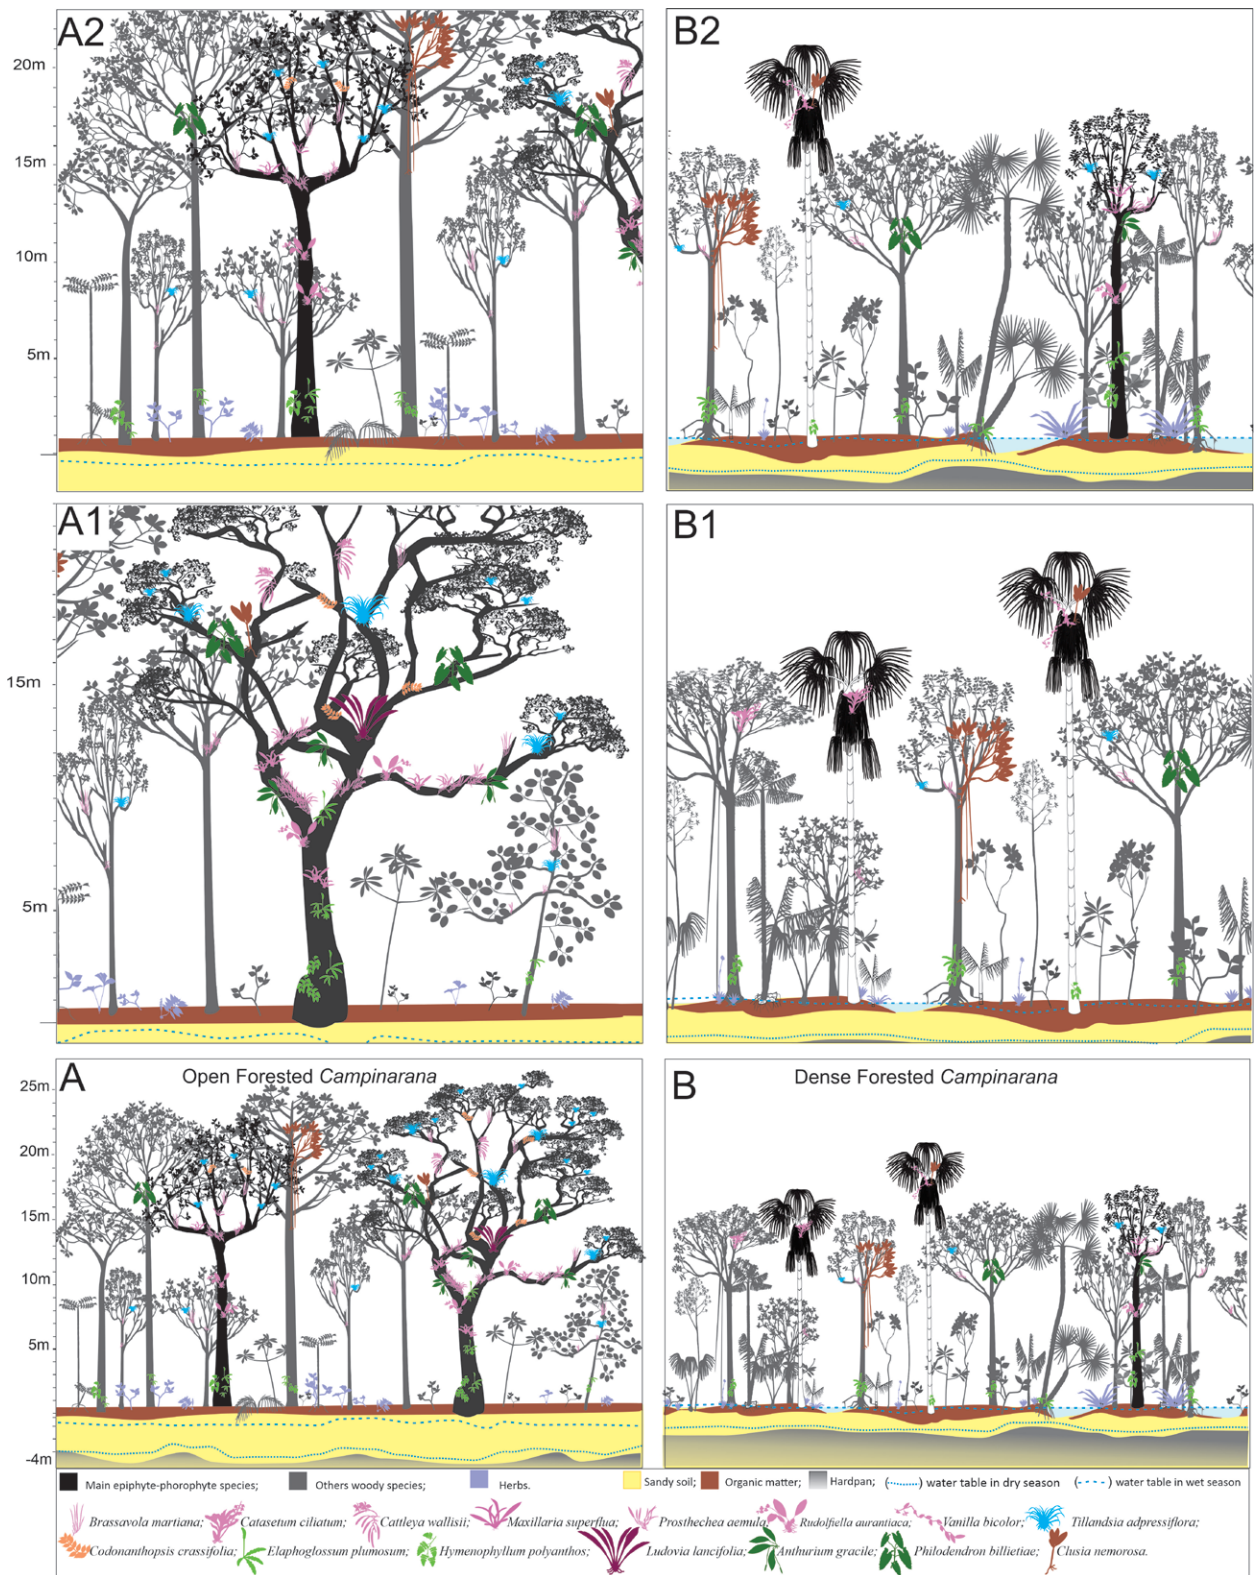 A2
B2
20m
15m
10m
5m
A1
B1
15m
5m
A
Open Forested Campinarana
B
Dense Forested Campinarana
25m
20m
15m
10m
5m
-4m
Main epiphyte-phorophyte species; Others woody species; Herbs. Sandy soil; Organic matter; Hardpan; ( ) water table in dry season ( ) water table in wet season
Brassavola martiana; Catasetum ciliatum; Cattleya wallisii; Maxillaria superflua; Prosthechea aemula; Rudolfiella aurantiaca; Vanilla bicolor; Tillandsia adpressiflora;
Codonanthopsis crassifolia; Elaphoglossum plumosum; Hymenophyllum polyanthos; Ludovia lancifolia; Anthurium gracile; Philodendron billietiae; Clusia nemorosa.